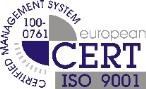 CERTIFIED MANAGEMENT SYSTEM
100-
0761
european
CERT
ISO 9001